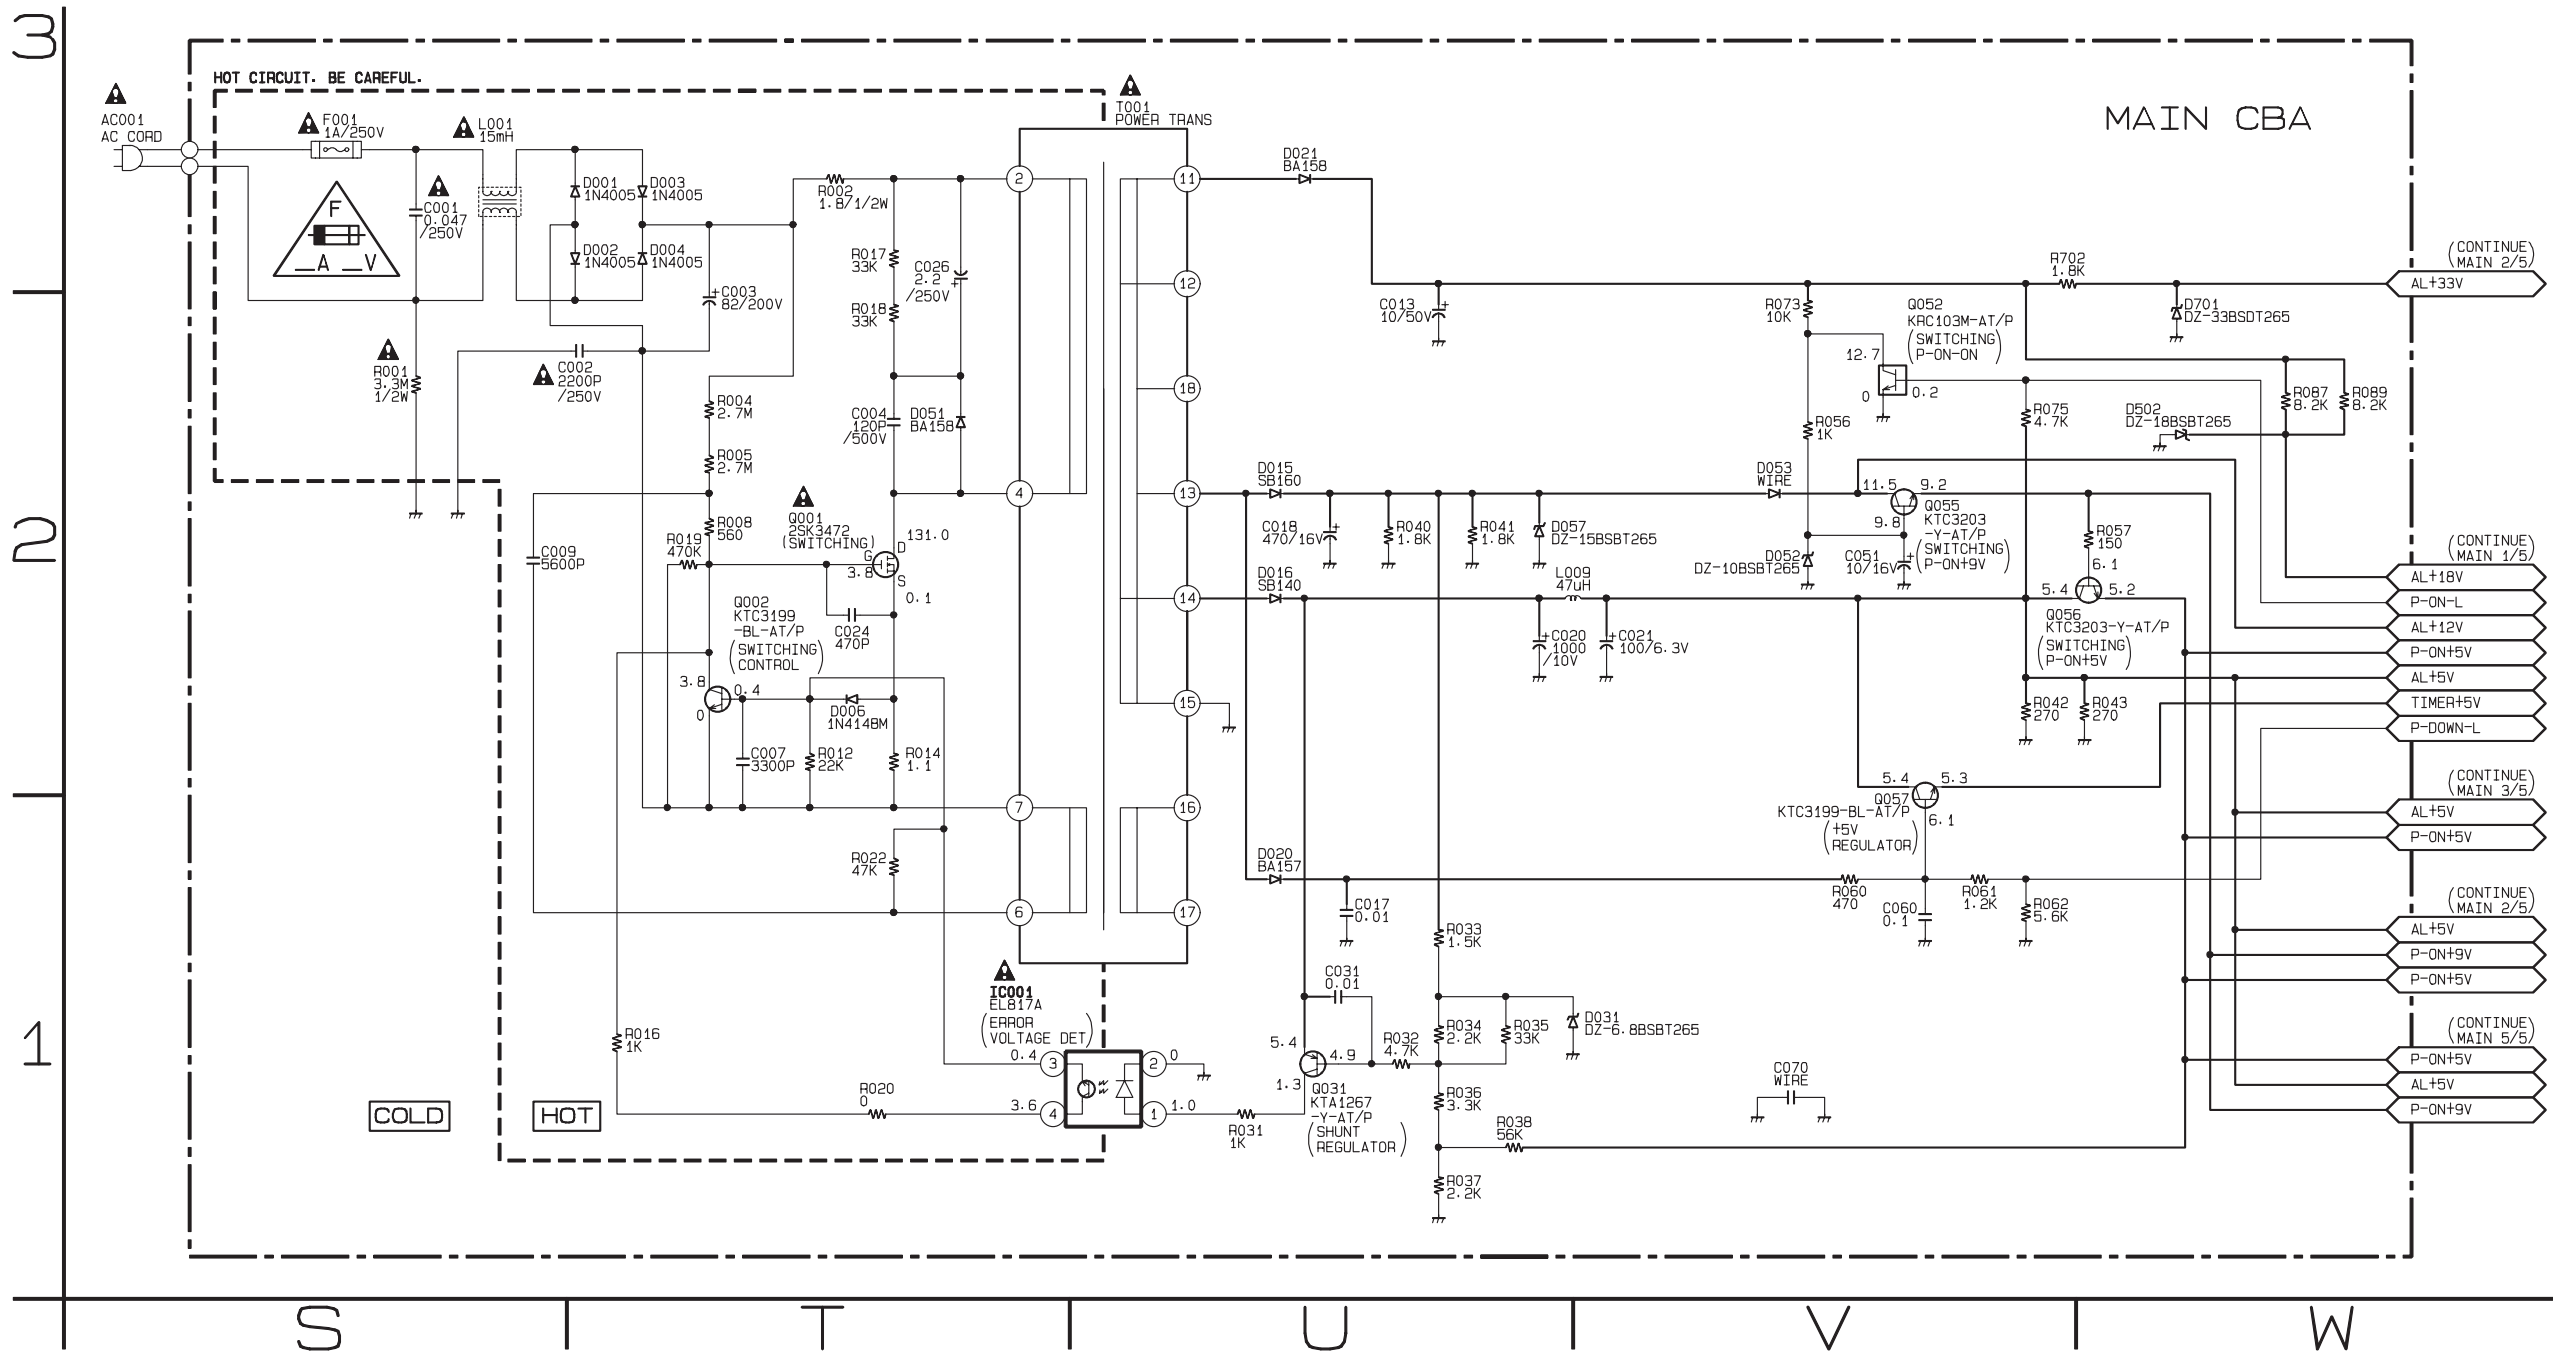 3
HOT CIRCUIT. BE CAREFUL.
MAIN CBA
AC001
AC CORD
F001
1A/250V
L001
15mH
T001
POWER TRANS
F
A V
C001
0.047
/250V
D001
1N4005
D003
1N4005
D002
1N4005
D004
1N4005
R002
1.8/1/2W
2
11
D021
BA158
R017
33K
C026
2.2
/250V
+
R018
33K
+C003
82/200V
12
C013
10/50V
+
R702
1.8K
(CONTINUE
MAIN 2/5)
AL+33V
R073
10K
Q052
KRC103M-AT/P
(SWITCHING
P-ON-ON)
D701
DZ-33BSDT265
R001
3.3M
1/2W
C002
2200P
/250V
12.7
0
0.2
R004
2.7M
C004
120P
/500V
D051
BA158
18
R056
1K
R075
4.7K
D502
DZ-18BSBT265
R087
8.2K
R089
8.2K
R005
2.7M
4
13
D015
SB160
D053
WIRE
11.5
9.2
2
C009
5600P
R019
470K
R008
560
Q001
2SK3472
(SWITCHING)
131.0
D
G
3.8
S
0.1
C018
470/16V
+
R040
1.8K
R041
1.8K
D057
DZ-15BSBT265
D052
DZ-10BSBT265
9.8
C051
10/16V
+
Q055
KTC3203
-Y-AT/P
(SWITCHING
P-ON+9V)
R057
150
6.1
(CONTINUE
MAIN 1/5)
14
D016
SB140
L009
47uH
5.4
5.2
Q056
KTC3203-Y-AT/P
(SWITCHING
P-ON+5V)
AL+18V
P-ON-L
AL+12V
P-ON+5V
AL+5V
TIMER+5V
P-DOWN-L
Q002
KTC3199
-BL-AT/P
(SWITCHING
CONTROL)
C024
470P
+C020
1000
/10V
+C021
100/6.3V
3.8
0.4
0
D006
1N4148M
15
R042
270
R043
270
C007
3300P
R012
22K
R014
1.1
7
16
5.4
5.3
Q057
KTC3199-BL-AT/P
(+5V
REGULATOR)
6.1
(CONTINUE
MAIN 3/5)
AL+5V
P-ON+5V
R022
47K
D020
BA157
6
17
C017
0.01
R060
470
R061
1.2K
C060
0.1
R062
5.6K
(CONTINUE
MAIN 2/5)
AL+5V
P-ON+9V
P-ON+5V
R033
1.5K
1
R016
1K
IC001
EL817A
(ERROR
VOLTAGE DET)
C031
0.01
R034
2.2K
R035
33K
D031
DZ-6.8BSBT265
0.4
3
2
0
5.4
4.9
R032
4.7K
1.3
Q031
KTA1267
-Y-AT/P
(SHUNT
REGULATOR)
(CONTINUE
MAIN 5/5)
P-ON+5V
AL+5V
P-ON+9V
COLD
HOT
R020
0
3.6
4
1
1.0
R031
1K
R036
3.3K
R038
56K
C070
WIRE
R037
2.2K
S
T
U
V
W